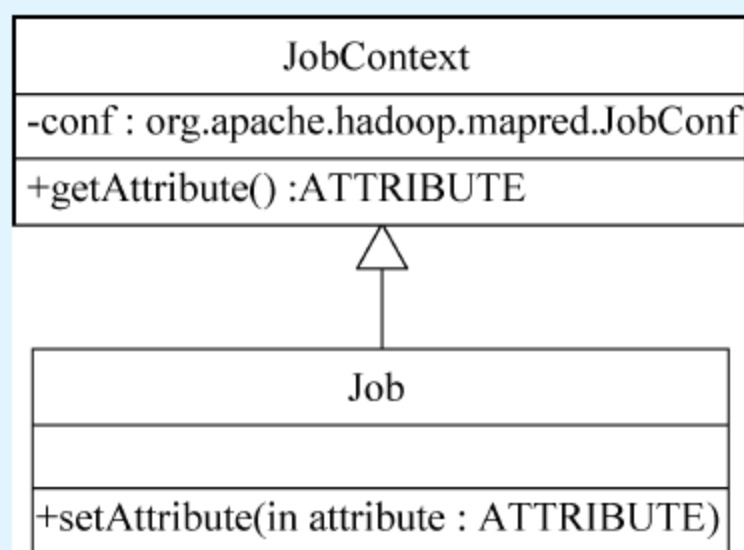 JobContext
-conf : org.apache.hadoop.mapred.JobConf
+getAttribute() :ATTRIBUTE
Job
+setAttribute(in attribute : ATTRIBUTE)